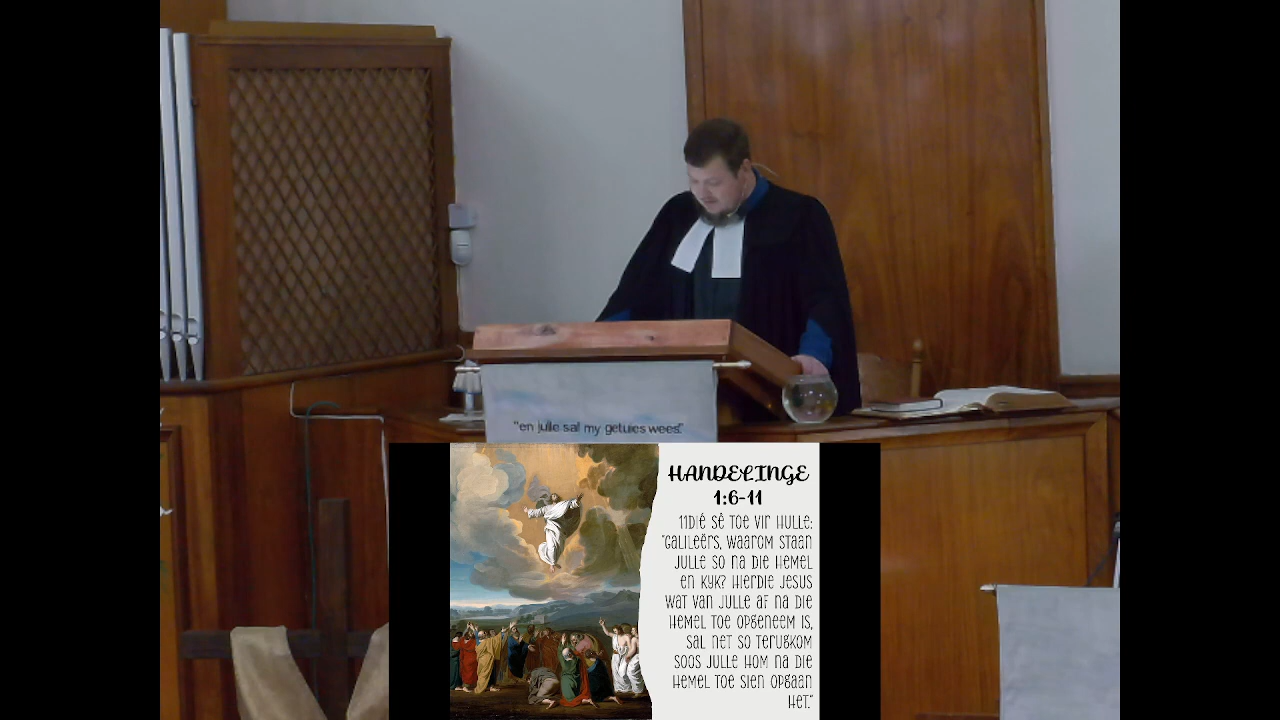 "en julle sal my getuies wees!"
HANDELINGE
1:6-11
11Dié sê toe vir hulle:
"Galileërs, waarom staan
julle so na die hemel
en kyk? Hierdie Jesus
wat van julle af na die
hemel toe opgeneem is,
sal net so terugkom
soos julle Hom na die
hemel toe sien opgaan
het."